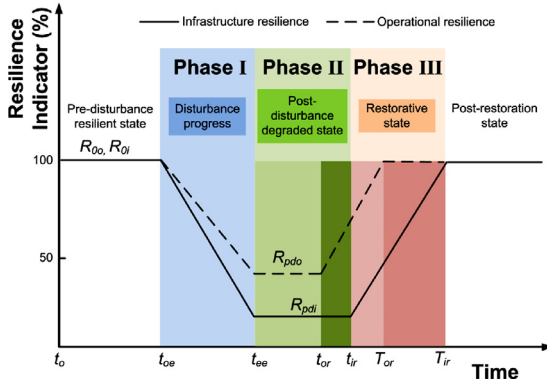 Infrastructure resilience
Operational resilience
Resilience
Indicator (%)
Phase I
Phase II
Phase III
Pre-disturbance
resilient state
Disturbance
progress
Post-
disturbance
degraded state
Restorative
state
Post-restoration
state
R0o, R0i
100
50
Rpdo
Rpdi
to
toe
tee
tor
tir
Tor
Tir
Time